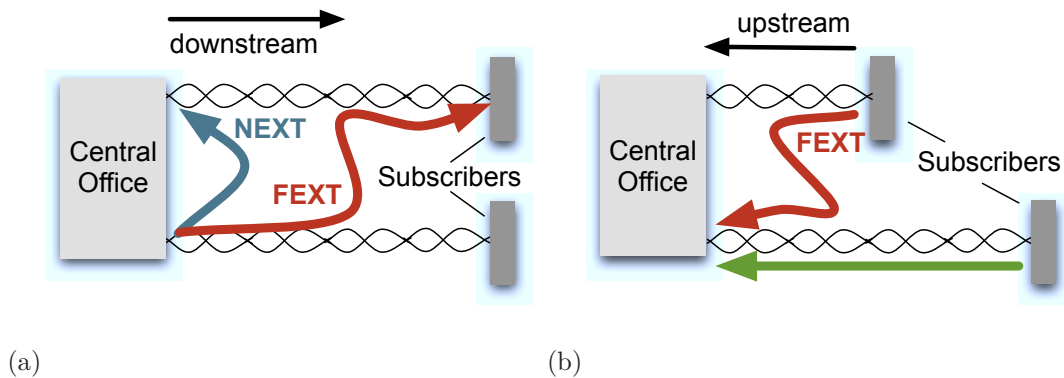 downstream
NEXT
Central
Office
FEXT
Subscribers
(a)
upstream
FEXT
Central
Office
Subscribers
(b)